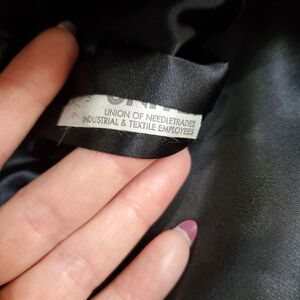 UNION OF NEEDLETRADES
INDUSTRIAL & TEXTILE EMPLOYEES